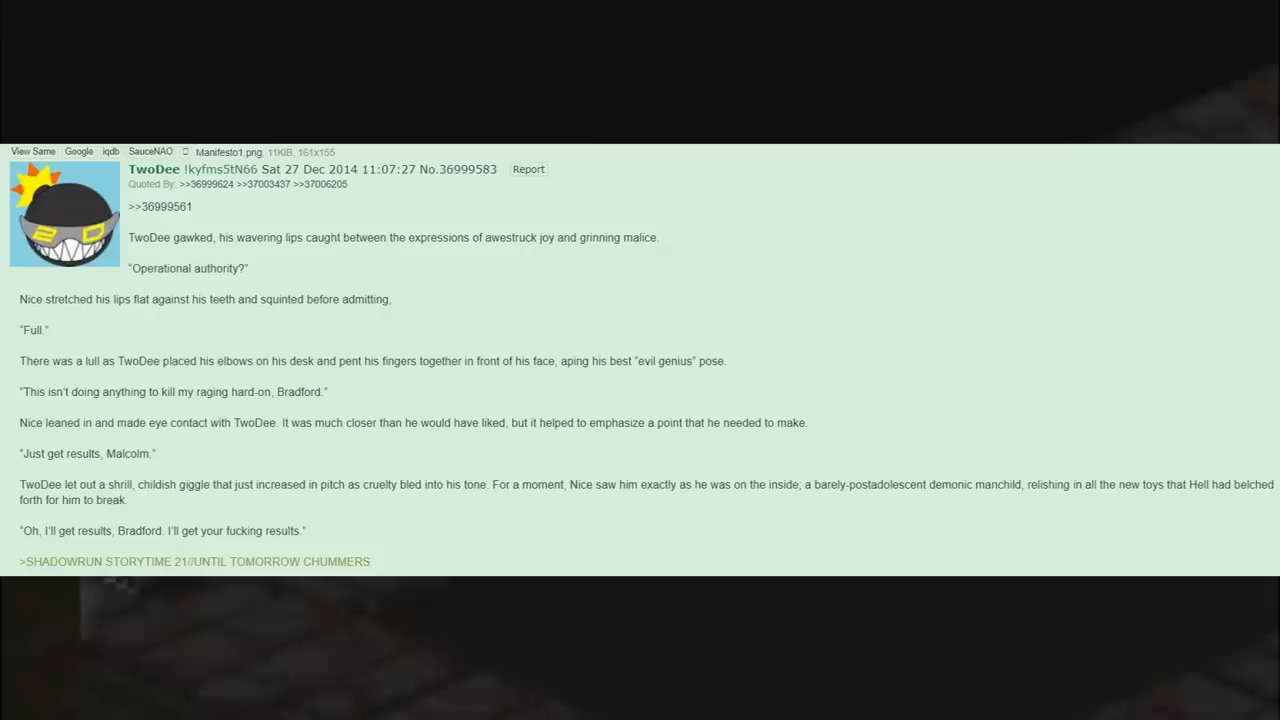 View Same Google iqdb SauceNAO Manifesto1.png, 11KiB, 161x155
TwoDee !kyfms5tN66 Sat 27 Dec 2014 11:07:27 No.36999583 Report
Quoted By: >>36999624 >>37003437 >>37006205
>>36999561
TwoDee gawked, his wavering lips caught between the expressions of awestruck joy and grinning malice.
“Operational authority?”
Nice stretched his lips flat against his teeth and squinted before admitting,
“Full.”
There was a lull as TwoDee placed his elbows on his desk and pent his fingers together in front of his face, aping his best “evil genius” pose.
“This isn’t doing anything to kill my raging hard-on, Bradford.”
Nice leaned in and made eye contact with TwoDee. It was much closer than he would have liked, but it helped to emphasize a point that he needed to make.
“Just get results, Malcolm.”
TwoDee let out a shrill, childish giggle that just increased in pitch as cruelty bled into his tone. For a moment, Nice saw him exactly as he was on the inside; a barely-postadolescent demonic manchild, relishing in all the new toys that Hell had belched
forth for him to break.
“Oh, I’ll get results, Bradford. I’ll get your fucking results.”
>SHADOWRUN STORYTIME 21//UNTIL TOMORROW CHUMMERS